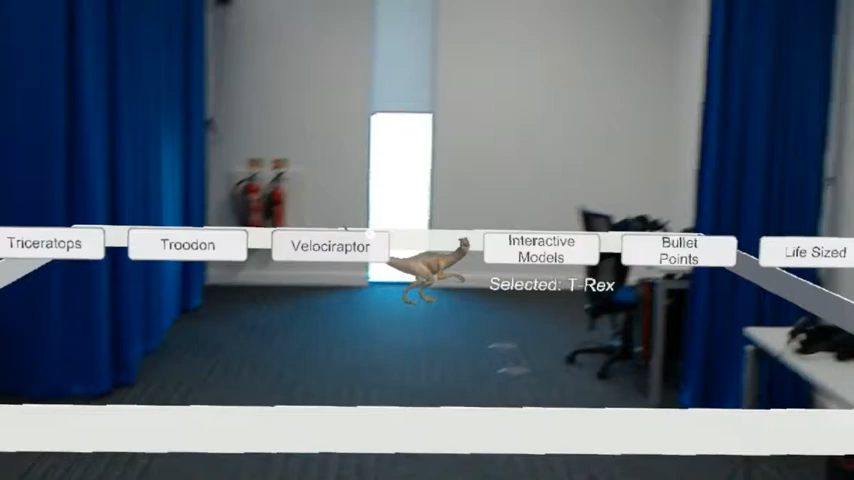 Triceratops
Troodon
Velociraptor
Interactive
Models
Bullet
Points
Life Sized
Selected: T-Rex